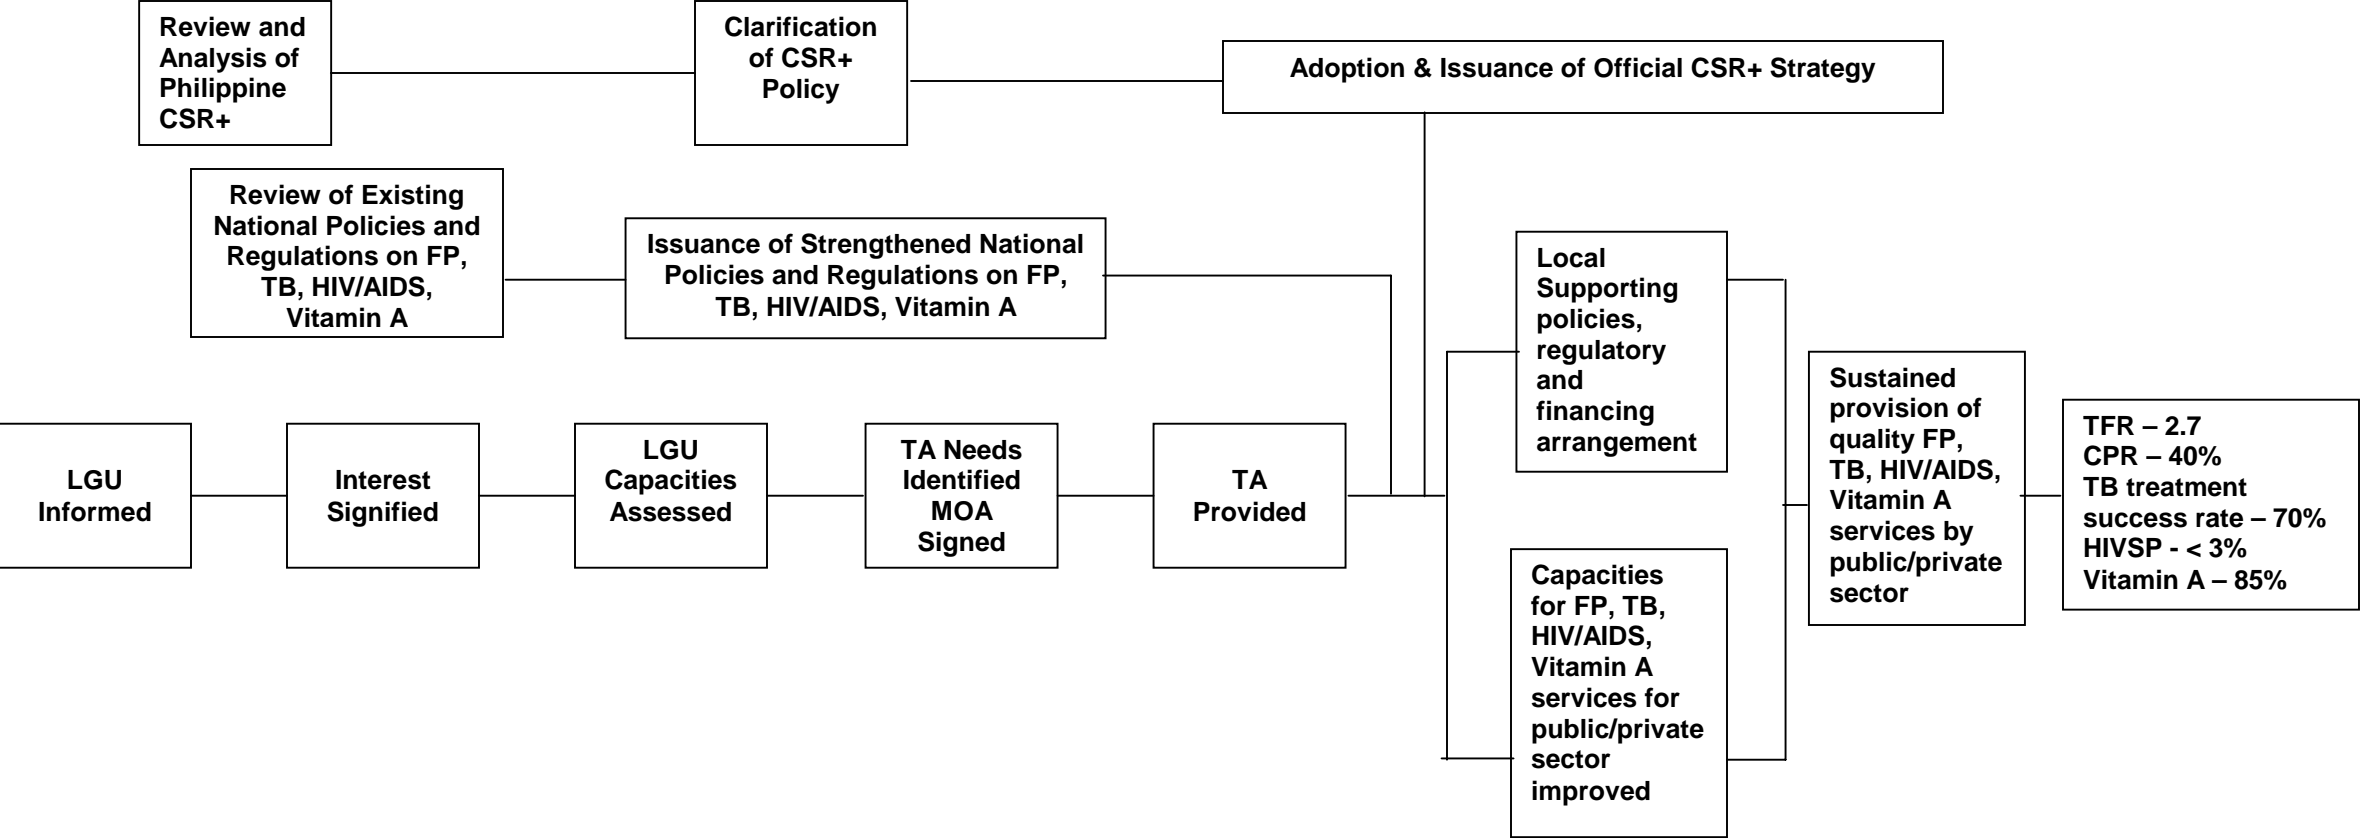 Review and
Analysis of
Philippine
CSR+
Clarification
of CSR+
Policy
Adoption & Issuance of Official CSR+ Strategy
Review of Existing
National Policies and
Regulations on FP,
TB, HIV/AIDS,
Vitamin A
Issuance of Strengthened National
Policies and Regulations on FP,
TB, HIV/AIDS, Vitamin A
LGU
Informed
Interest
Signified
LGU
Capacities
Assessed
TA Needs
Identified
MOA
Signed
TA
Provided
Local
Supporting
policies,
regulatory
and
financing
arrangement
Capacities
for FP, TB,
HIV/AIDS,
Vitamin A
services for
public/private
sector
improved
Sustained
provision of
quality FP,
TB, HIV/AIDS,
Vitamin A
services by
public/private
sector
TFR – 2.7
CPR – 40%
TB treatment
success rate – 70%
HIVSP - < 3%
Vitamin A – 85%